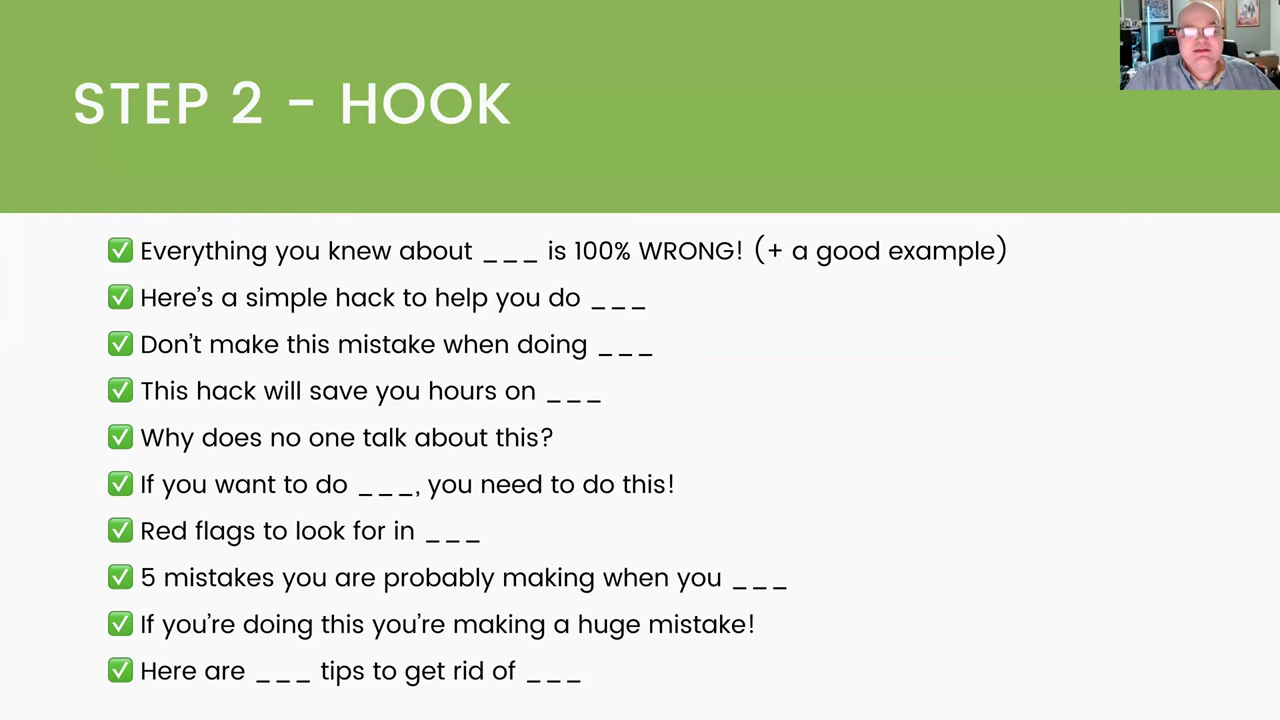 STEP 2 - HOOK
✅ Everything you knew about _ _ _ is 100% WRONG! (+ a good example)
✅ Here’s a simple hack to help you do _ _ _
✅ Don’t make this mistake when doing _ _ _
✅ This hack will save you hours on _ _ _
✅ Why does no one talk about this?
✅ If you want to do _ _ _, you need to do this!
✅ Red flags to look for in _ _ _
✅ 5 mistakes you are probably making when you _ _ _
✅ If you’re doing this you’re making a huge mistake!
✅ Here are _ _ _ tips to get rid of _ _ _